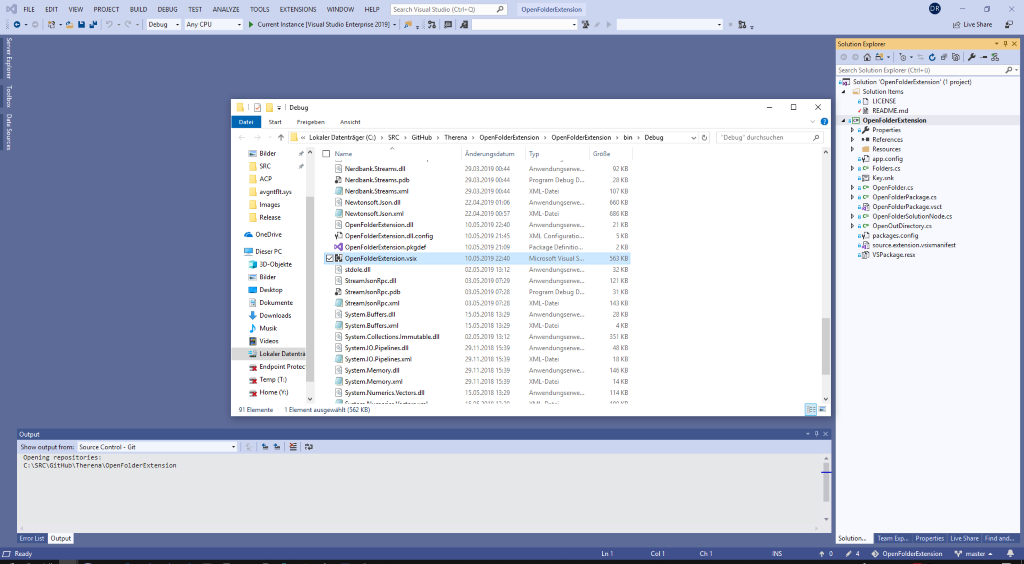 FILE EDIT VIEW PROJECT BUILD DEBUG TEST ANALYZE TOOLS EXTENSIONS WINDOW HELP Search Visual Studio (Ctrl+Q) OpenFolderExtension DR
Debug Any CPU Current Instance [Visual Studio Enterprise 2019] Live Share
Server Explorer
Toolbox
Data Sources
Debug
Datei Start Freigeben Ansicht
« Lokaler Datenträger (C:) > SRC > GitHub > Therena > OpenFolderExtension > OpenFolderExtension > bin > Debug "Debug" durchsuchen
Bilder
SRC
ACP
avgntflt.sys
Images
Release
OneDrive
Dieser PC
3D-Objekte
Bilder
Desktop
Dokumente
Downloads
Musik
Videos
Lokaler Datenträ
Endpoint Protec
Temp (T:)
Home (Y:)
Name Änderungsdatum Typ Größe
Nerdbank.Streams.dll 29.03.2019 00:44 Anwendungserwe... 92 KB
Nerdbank.Streams.pdb 29.03.2019 00:44 Program Debug D... 28 KB
Nerdbank.Streams.xml 29.03.2019 00:44 XML-Datei 107 KB
Newtonsoft.Json.dll 22.04.2019 01:06 Anwendungserwe... 660 KB
Newtonsoft.Json.xml 22.04.2019 00:57 XML-Datei 686 KB
OpenFolderExtension.dll 10.05.2019 22:40 Anwendungserwe... 21 KB
OpenFolderExtension.dll.config 10.05.2019 21:45 XML Configuratio... 5 KB
OpenFolderExtension.pkgdef 10.05.2019 21:09 Package Definitio... 2 KB
OpenFolderExtension.vsix 10.05.2019 22:40 Microsoft Visual S... 563 KB
stdole.dll 02.05.2019 13:12 Anwendungserwe... 32 KB
StreamJsonRpc.dll 03.05.2019 07:29 Anwendungserwe... 121 KB
StreamJsonRpc.pdb 03.05.2019 07:29 Program Debug D... 31 KB
StreamJsonRpc.xml 03.05.2019 07:28 XML-Datei 143 KB
System.Buffers.dll 15.05.2018 13:29 Anwendungserwe... 28 KB
System.Buffers.xml 15.05.2018 13:29 XML-Datei 4 KB
System.Collections.Immutable.dll 02.05.2019 13:12 Anwendungserwe... 351 KB
System.IO.Pipelines.dll 29.11.2018 15:39 Anwendungserwe... 48 KB
System.IO.Pipelines.xml 29.11.2018 15:39 XML-Datei 18 KB
System.Memory.dll 29.11.2018 15:39 Anwendungserwe... 146 KB
System.Memory.xml 29.11.2018 15:39 XML-Datei 14 KB
System.Numerics.Vectors.dll 15.05.2018 13:29 Anwendungserwe... 114 KB
91 Elemente 1 Element ausgewählt (562 KB)
Solution Explorer
Search Solution Explorer (Ctrl+ü)
Solution 'OpenFolderExtension' (1 project)
Solution Items
LICENSE
README.md
OpenFolderExtension
Properties
References
Resources
app.config
Folders.cs
Key.snk
OpenFolder.cs
OpenFolderPackage.cs
OpenFolderPackage.vsct
OpenFolderSolutionNode.cs
OpenOutDirectory.cs
packages.config
source.extension.vsixmanifest
VSPackage.resx
Output
Show output from: Source Control - Git
Opening repositories:
C:\SRC\GitHub\Therena\OpenFolderExtension
Error List Output
Solution... Team Exp... Properties Live Share Find and...
Ready Ln 1 Col 1 Ch 1 INS 0 4 OpenFolderExtension master